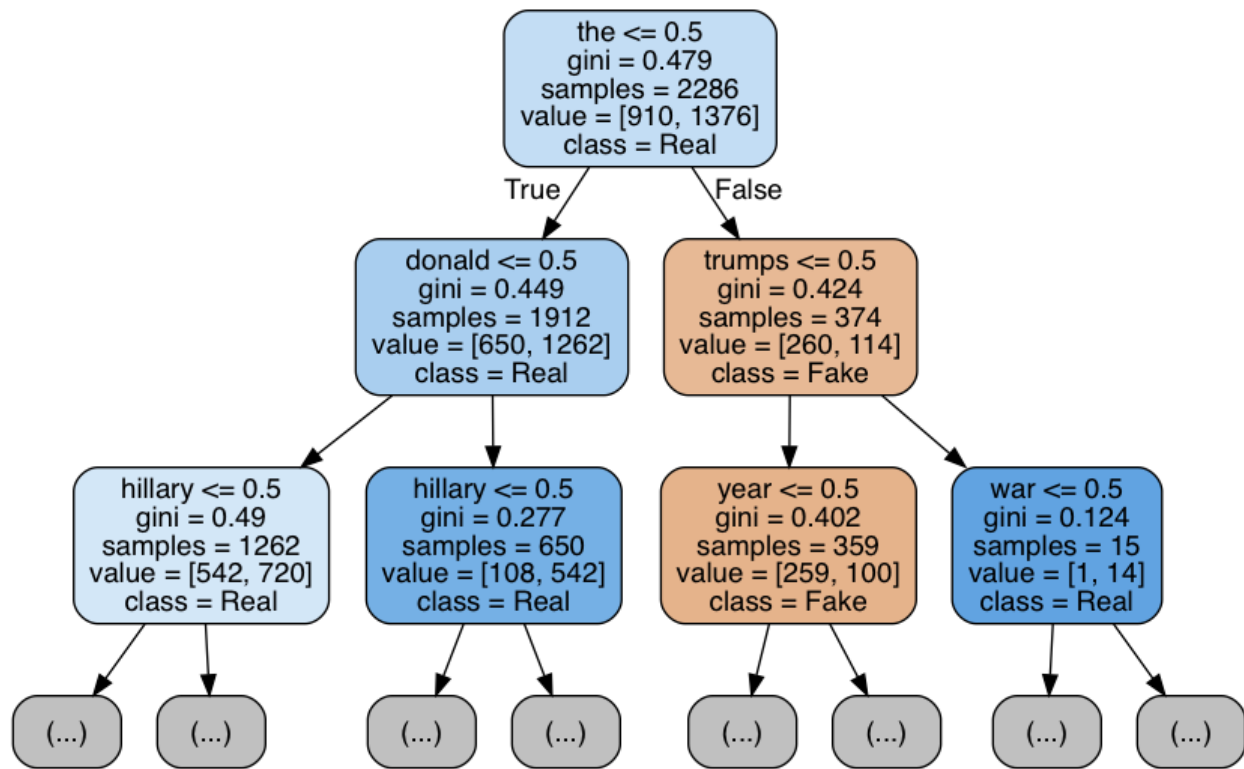 the <= 0.5
gini = 0.479
samples = 2286
value = [910, 1376]
class = Real
True
False
donald <= 0.5
gini = 0.449
samples = 1912
value = [650, 1262]
class = Real
trumps <= 0.5
gini = 0.424
samples = 374
value = [260, 114]
class = Fake
hillary <= 0.5
gini = 0.49
samples = 1262
value = [542, 720]
class = Real
hillary <= 0.5
gini = 0.277
samples = 650
value = [108, 542]
class = Real
year <= 0.5
gini = 0.402
samples = 359
value = [259, 100]
class = Fake
war <= 0.5
gini = 0.124
samples = 15
value = [1, 14]
class = Real
(...)
(...)
(...)
(...)
(...)
(...)
(...)
(...)